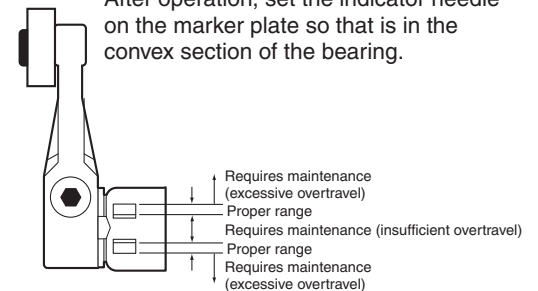 After operation, set the indicator needle
on the marker plate so that is in the
convex section of the bearing.
Requires maintenance
(excessive overtravel)
Proper range
Requires maintenance (insufficient overtravel)
Proper range
Requires maintenance
(excessive overtravel)